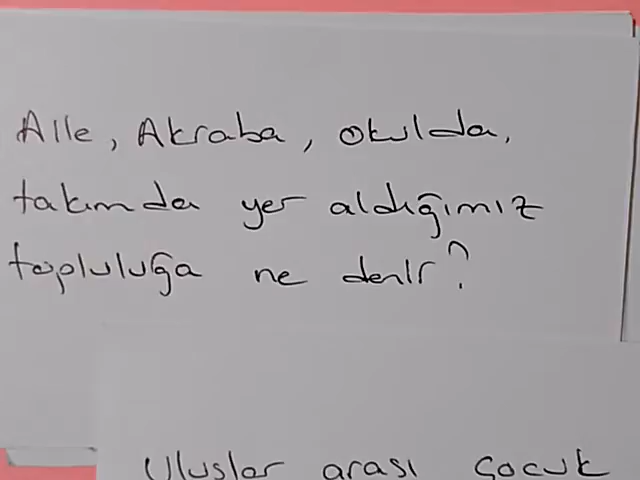 Aile, Akraba, okulda,
takımda yer aldığımız
topluluğa ne denir?
Uluslar arası çocuk